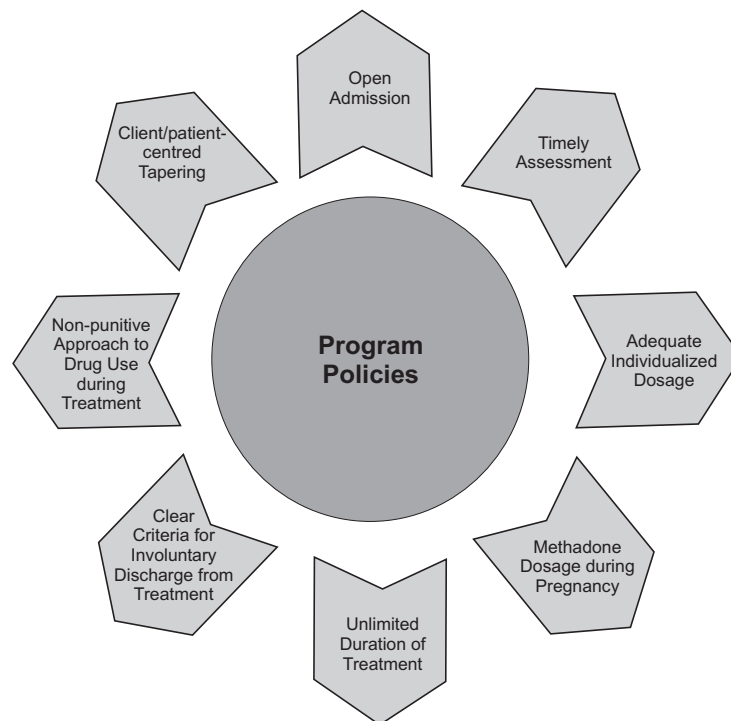 Open
Admission
Timely
Assessment
Adequate
Individualized
Dosage
Methadone
Dosage during
Pregnancy
Unlimited
Duration of
Treatment
Clear
Criteria for
Involuntary
Discharge from
Treatment
Non-punitive
Approach to
Drug Use
during
Treatment
Client/patient-
centred
Tapering
Program
Policies